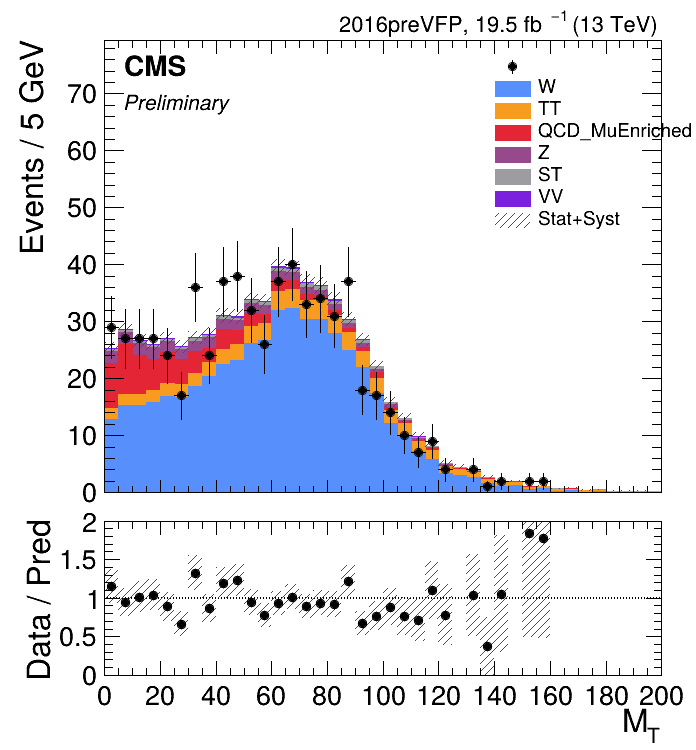 2016preVFP, 19.5 fb⁻¹ (13 TeV)
CMS
Preliminary
W
TT
QCD_MuEnriched
Z
ST
VV
Stat+Syst
Events / 5 GeV
70
60
50
40
30
20
10
0
Data / Pred
2
1.5
1
0.5
0
0 20 40 60 80 100 120 140 160 180 200
M_T